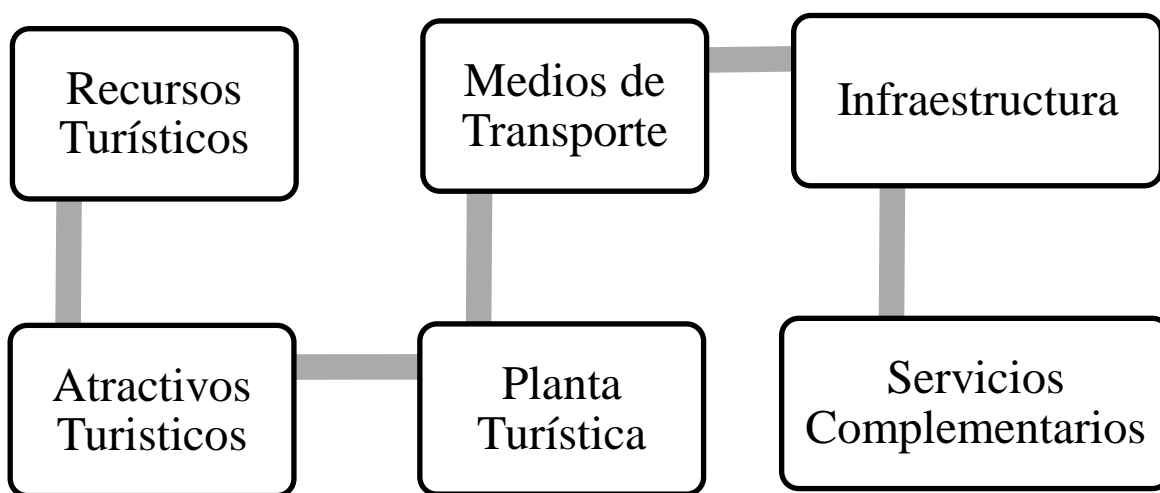 Recursos
Turísticos
Atractivos
Turisticos
Planta
Turística
Medios de
Transporte
Infraestructura
Servicios
Complementarios